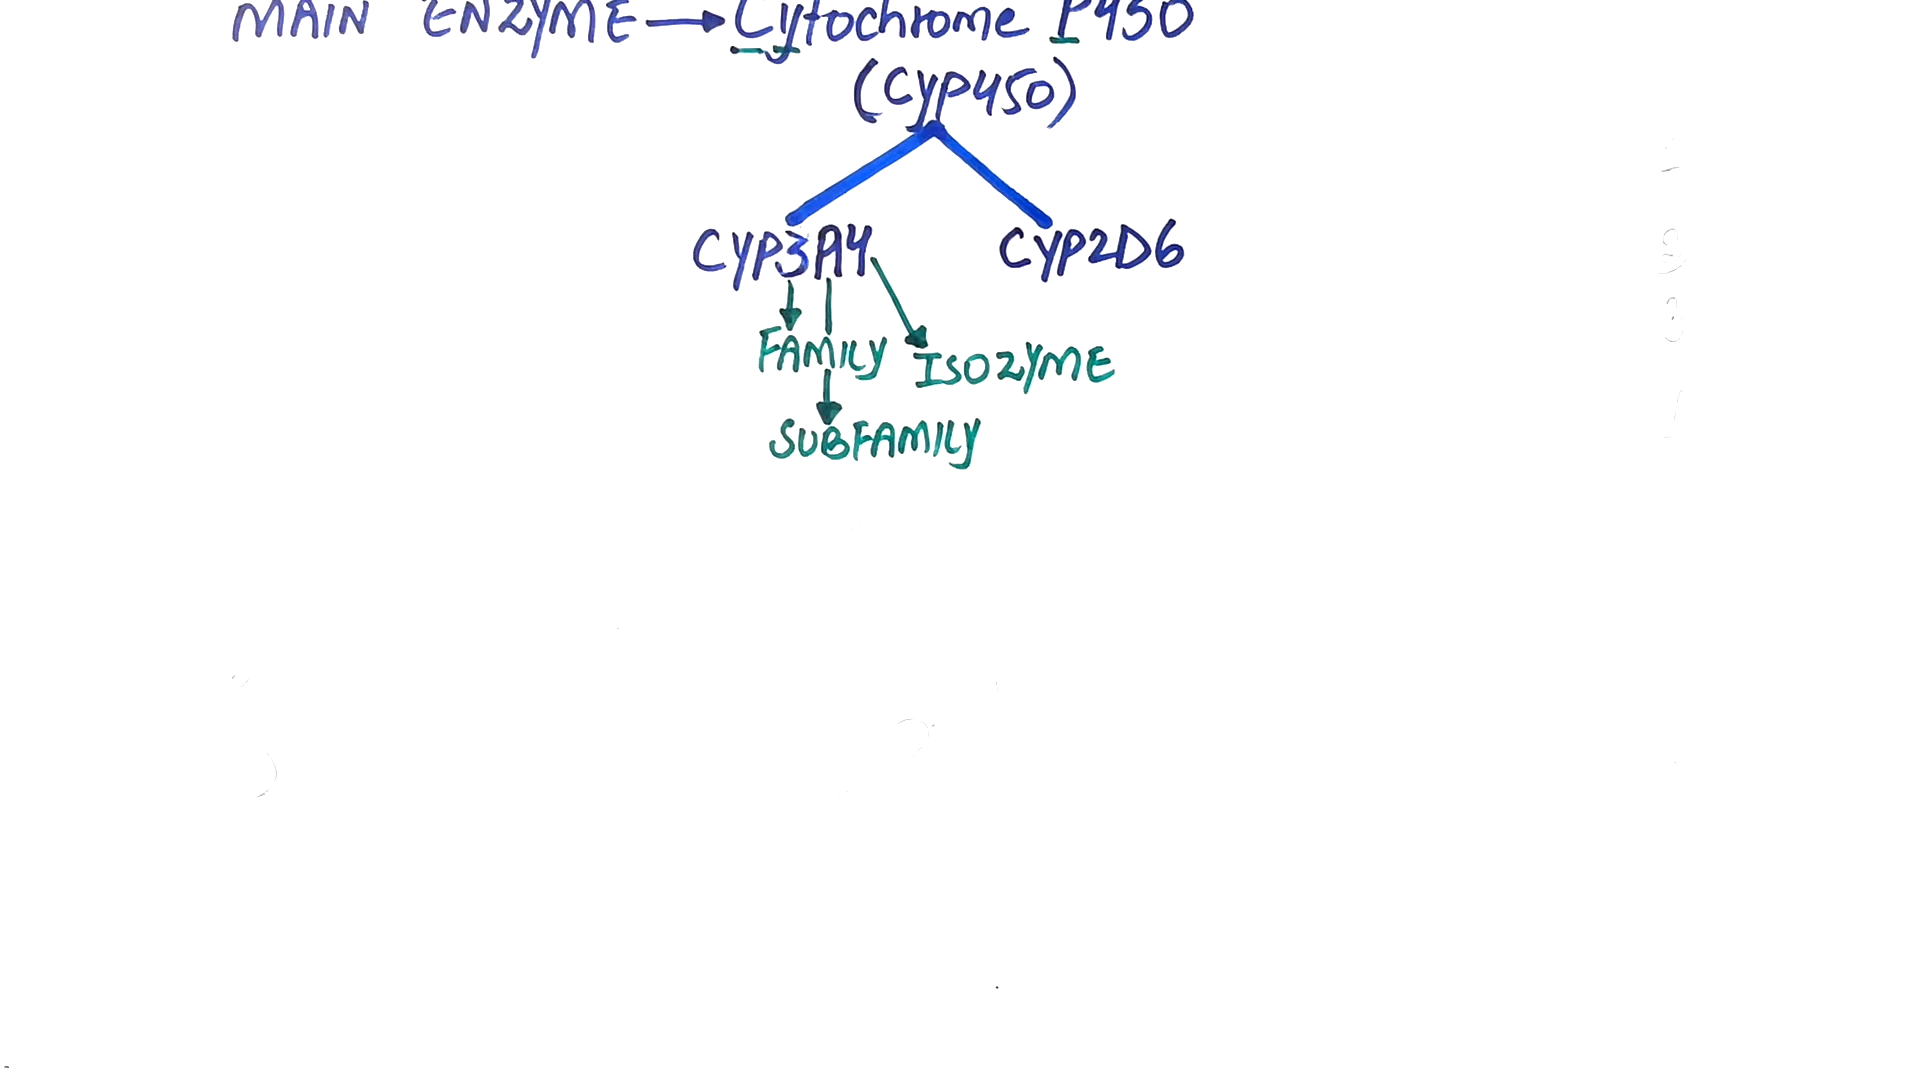 MAIN ENZYME → Cytochrome P450
(CYP450)
CYP3A4 CYP2D6
FAMILY ISOZYME
SUBFAMILY